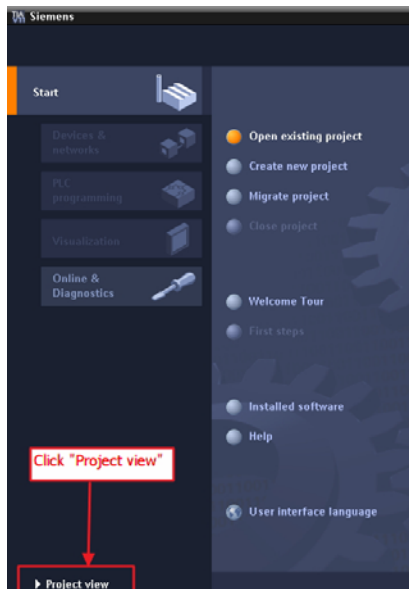 Siemens
Start
Devices &
networks
PLC
programming
Visualization
Online &
Diagnostics
Open existing project
Create new project
Migrate project
Close project
Welcome Tour
First steps
Installed software
Help
User interface language
Click "Project view"
Project view